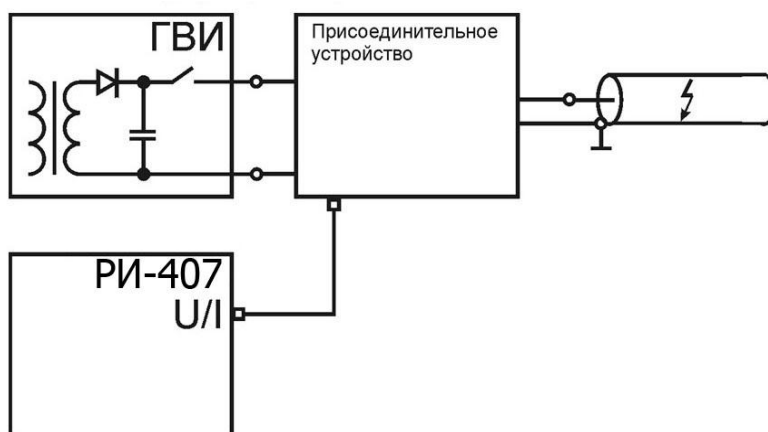 ГВИ
Присоединительное
устройство
РИ-407
U/I